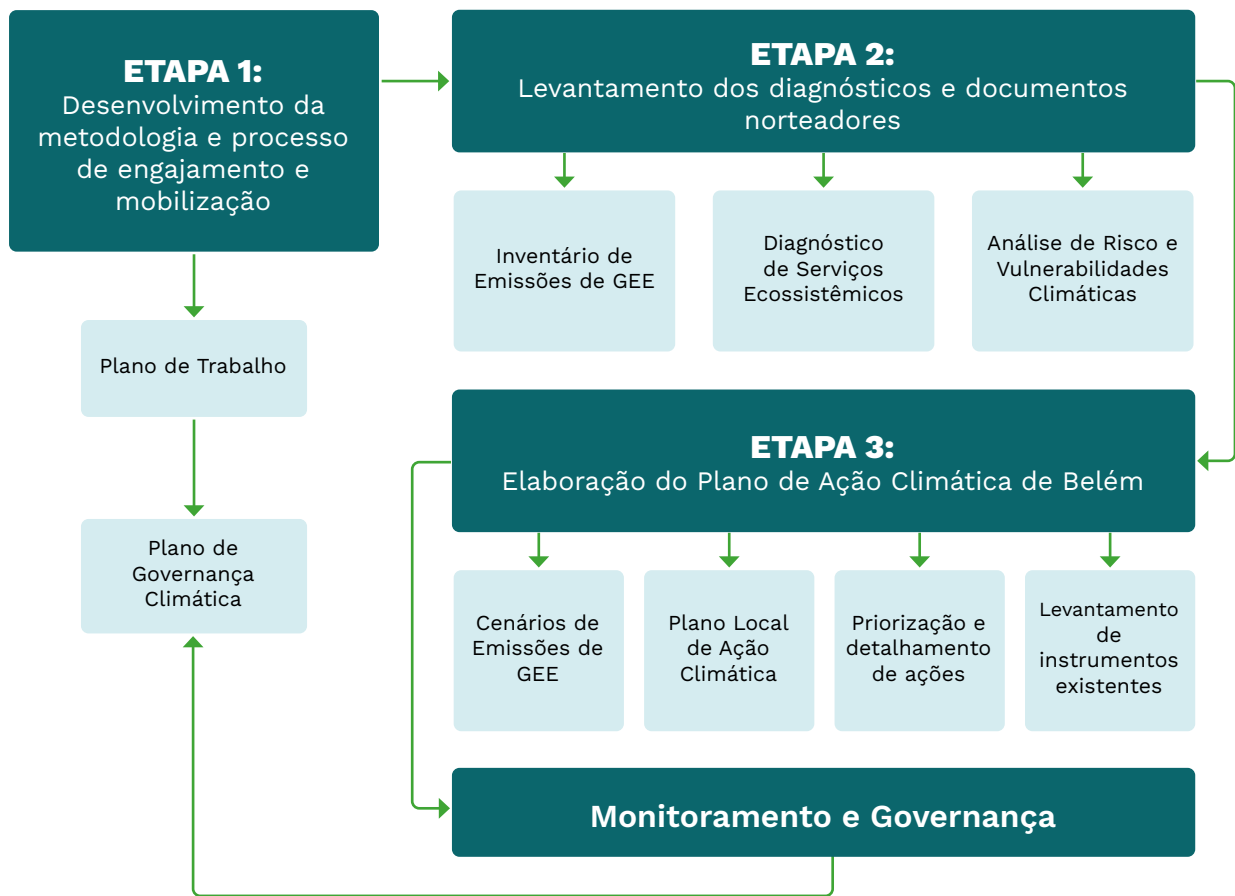 ETAPA 1:
Desenvolvimento da
metodologia e processo
de engajamento e
mobilização
Plano de Trabalho
Plano de
Governança
Climática
ETAPA 2:
Levantamento dos diagnósticos e documentos
norteadores
Inventário de
Emissões de GEE
Diagnóstico
de Serviços
Ecossistêmicos
Análise de Risco e
Vulnerabilidades
Climáticas
ETAPA 3:
Elaboração do Plano de Ação Climática de Belém
Cenários de
Emissões de
GEE
Plano Local
de Ação
Climática
Priorização e
detalhamento
de ações
Levantamento
de
instrumentos
existentes
Monitoramento e Governança